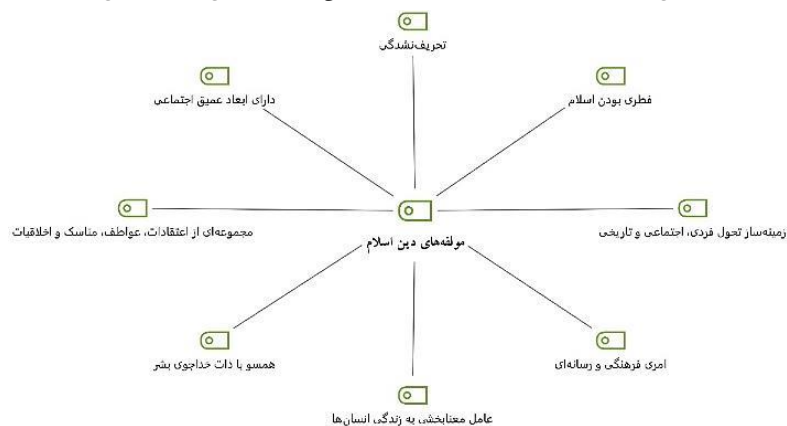 تحریف‌نشدگی
دارای ابعاد عمیق اجتماعی
فطری بودن اسلام
مجموعه‌ای از اعتقادات، عواطف، مناسک و اخلاقیات
زمینه‌ساز تحول فردی، اجتماعی و تاریخی
مولفه‌های دین اسلام
همسو با ذات خداجوی بشر
امری فرهنگی و رسانه‌ای
عامل معنابخشی به زندگی انسان‌ها